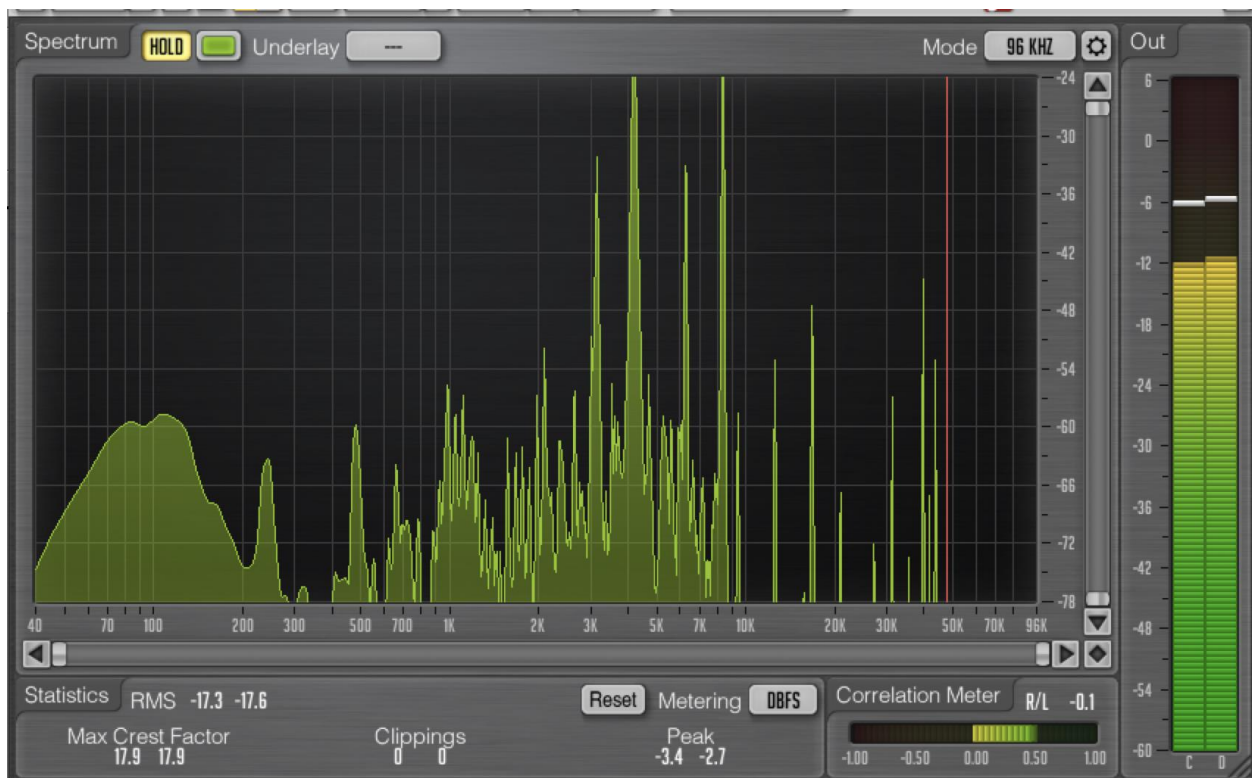 Spectrum HOLD Underlay --- Mode 96 KHZ Out
-24
-30
-36
-42
-48
-54
-60
-66
-72
-78
40 70 100 200 300 500 700 1K 2K 3K 5K 7K 10K 20K 30K 50K 70K 96K
6
0
-6
-12
-18
-24
-30
-36
-42
-48
-54
-60
C D
Statistics RMS -17.3 -17.6 Reset Metering DBFS
Max Crest Factor Clippings Peak
17.9 17.9 0 0 -3.4 -2.7
Correlation Meter R/L -0.1
-1.00 -0.50 0.00 0.50 1.00